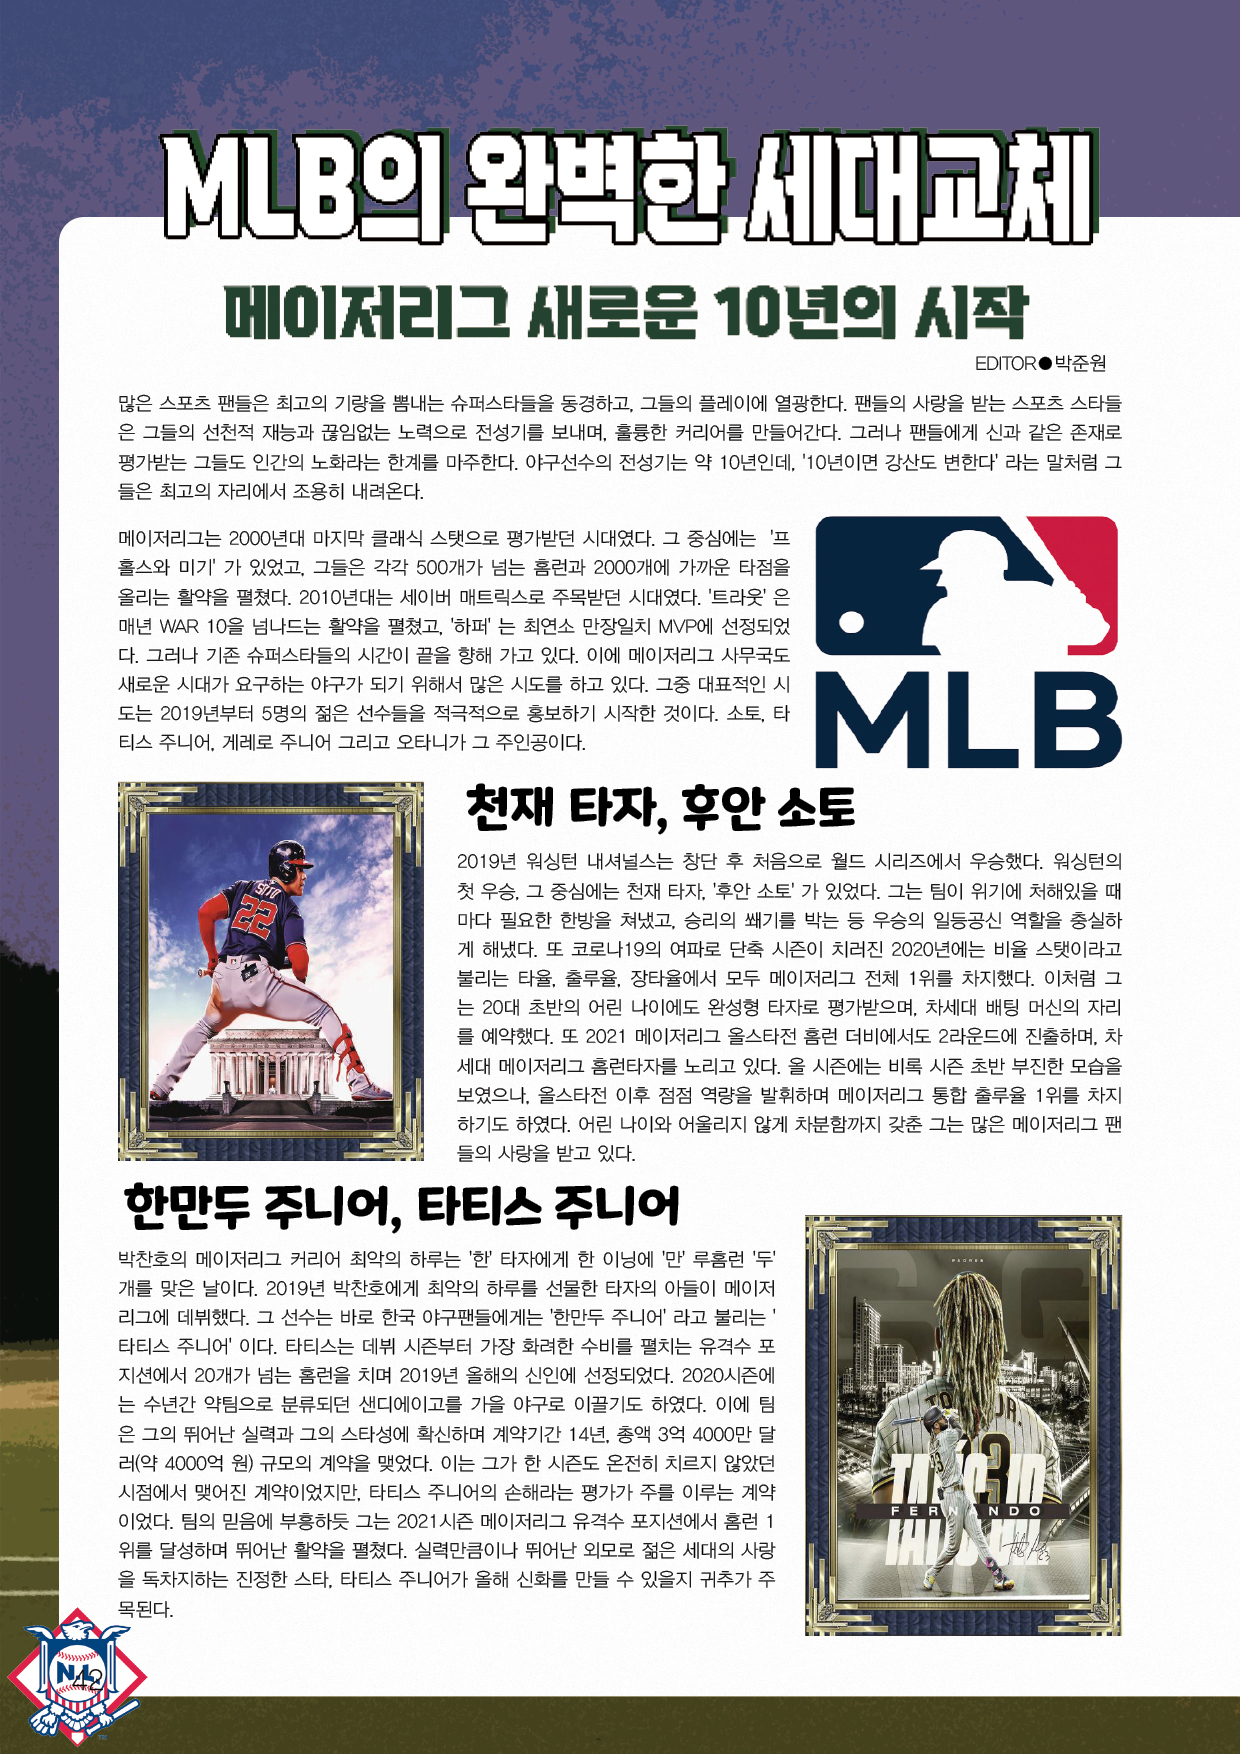 MLB의 완벽한 세대교체
메이저리그 새로운 10년의 시작
EDITOR●박준원
많은 스포츠 팬들은 최고의 기량을 뽐내는 슈퍼스타들을 동경하고, 그들의 플레이에 열광한다. 팬들의 사랑을 받는 스포츠 스타들
은 그들의 선천적 재능과 끊임없는 노력으로 전성기를 보내며, 훌륭한 커리어를 만들어간다. 그러나 팬들에게 신과 같은 존재로
평가받는 그들도 인간의 노화라는 한계를 마주한다. 야구선수의 전성기는 약 10년인데, '10년이면 강산도 변한다' 라는 말처럼 그
들은 최고의 자리에서 조용히 내려온다.
메이저리그는 2000년대 마지막 클래식 스탯으로 평가받던 시대였다. 그 중심에는 '프
홀스와 미기' 가 있었고, 그들은 각각 500개가 넘는 홈런과 2000개에 가까운 타점을
올리는 활약을 펼쳤다. 2010년대는 세이버 매트릭스로 주목받던 시대였다. '트라웃' 은
매년 WAR 10을 넘나드는 활약을 펼쳤고, '하퍼' 는 최연소 만장일치 MVP에 선정되었
다. 그러나 기존 슈퍼스타들의 시간이 끝을 향해 가고 있다. 이에 메이저리그 사무국도
새로운 시대가 요구하는 야구가 되기 위해서 많은 시도를 하고 있다. 그중 대표적인 시
도는 2019년부터 5명의 젊은 선수들을 적극적으로 홍보하기 시작한 것이다. 소토, 타
티스 주니어, 게레로 주니어 그리고 오타니가 그 주인공이다.
MLB
천재 타자, 후안 소토
2019년 워싱턴 내셔널스는 창단 후 처음으로 월드 시리즈에서 우승했다. 워싱턴의
첫 우승, 그 중심에는 천재 타자, '후안 소토' 가 있었다. 그는 팀이 위기에 처해있을 때
마다 필요한 한방을 쳐냈고, 승리의 쐐기를 박는 등 우승의 일등공신 역할을 충실하
게 해냈다. 또 코로나19의 여파로 단축 시즌이 치러진 2020년에는 비율 스탯이라고
불리는 타율, 출루율, 장타율에서 모두 메이저리그 전체 1위를 차지했다. 이처럼 그
는 20대 초반의 어린 나이에도 완성형 타자로 평가받으며, 차세대 배팅 머신의 자리
를 예약했다. 또 2021 메이저리그 올스타전 홈런 더비에서도 2라운드에 진출하며, 차
세대 메이저리그 홈런타자를 노리고 있다. 올 시즌에는 비록 시즌 초반 부진한 모습을
보였으나, 올스타전 이후 점점 역량을 발휘하며 메이저리그 통합 출루율 1위를 차지
하기도 하였다. 어린 나이와 어울리지 않게 차분함까지 갖춘 그는 많은 메이저리그 팬
들의 사랑을 받고 있다.
SOTO
22
한만두 주니어, 타티스 주니어
박찬호의 메이저리그 커리어 최악의 하루는 '한' 타자에게 한 이닝에 '만' 루홈런 '두'
개를 맞은 날이다. 2019년 박찬호에게 최악의 하루를 선물한 타자의 아들이 메이저
리그에 데뷔했다. 그 선수는 바로 한국 야구팬들에게는 '한만두 주니어' 라고 불리는 '
타티스 주니어' 이다. 타티스는 데뷔 시즌부터 가장 화려한 수비를 펼치는 유격수 포
지션에서 20개가 넘는 홈런을 치며 2019년 올해의 신인에 선정되었다. 2020시즌에
는 수년간 약팀으로 분류되던 샌디에이고를 가을 야구로 이끌기도 하였다. 이에 팀
은 그의 뛰어난 실력과 그의 스타성에 확신하며 계약기간 14년, 총액 3억 4000만 달
러(약 4000억 원) 규모의 계약을 맺었다. 이는 그가 한 시즌도 온전히 치르지 않았던
시점에서 맺어진 계약이었지만, 타티스 주니어의 손해라는 평가가 주를 이루는 계약
이었다. 팀의 믿음에 부흥하듯 그는 2021시즌 메이저리그 유격수 포지션에서 홈런 1
위를 달성하며 뛰어난 활약을 펼쳤다. 실력만큼이나 뛰어난 외모로 젊은 세대의 사랑
을 독차지하는 진정한 스타, 타티스 주니어가 올해 신화를 만들 수 있을지 귀추가 주
목된다.
PADRES
JR.
FERNANDO
NL
42